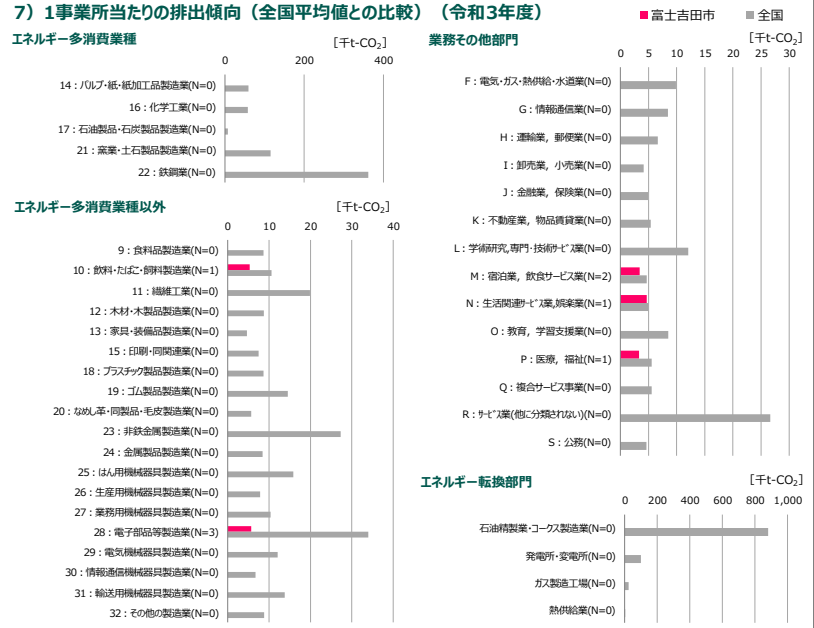 7）1事業所当たりの排出傾向（全国平均値との比較）（令和3年度）
■富士吉田市 ■全国
エネルギー多消費業種
[千t-CO₂]
0 200 400
14：パルプ・紙・紙加工品製造業(N=0)
16：化学工業(N=0)
17：石油製品・石炭製品製造業(N=0)
21：窯業・土石製品製造業(N=0)
22：鉄鋼業(N=0)
エネルギー多消費業種以外
[千t-CO₂]
0 10 20 30 40
9：食料品製造業(N=0)
10：飲料・たばこ・飼料製造業(N=1)
11：繊維工業(N=0)
12：木材・木製品製造業(N=0)
13：家具・装備品製造業(N=0)
15：印刷・同関連業(N=0)
18：プラスチック製品製造業(N=0)
19：ゴム製品製造業(N=0)
20：なめし革・同製品・毛皮製造業(N=0)
23：非鉄金属製造業(N=0)
24：金属製品製造業(N=0)
25：はん用機械器具製造業(N=0)
26：生産用機械器具製造業(N=0)
27：業務用機械器具製造業(N=0)
28：電子部品等製造業(N=3)
29：電気機械器具製造業(N=0)
30：情報通信機械器具製造業(N=0)
31：輸送用機械器具製造業(N=0)
32：その他の製造業(N=0)
業務その他部門
[千t-CO₂]
0 5 10 15 20 25 30
F：電気・ガス・熱供給・水道業(N=0)
G：情報通信業(N=0)
H：運輸業，郵便業(N=0)
I：卸売業，小売業(N=0)
J：金融業，保険業(N=0)
K：不動産業，物品賃貸業(N=0)
L：学術研究,専門・技術ｻｰﾋﾞｽ業(N=0)
M：宿泊業，飲食サービス業(N=2)
N：生活関連ｻｰﾋﾞｽ業,娯楽業(N=1)
O：教育，学習支援業(N=0)
P：医療，福祉(N=1)
Q：複合サービス事業(N=0)
R：ｻｰﾋﾞｽ業(他に分類されない)(N=0)
S：公務(N=0)
エネルギー転換部門
[千t-CO₂]
0 200 400 600 800 1,000
石油精製業・コークス製造業(N=0)
発電所・変電所(N=0)
ガス製造工場(N=0)
熱供給業(N=0)